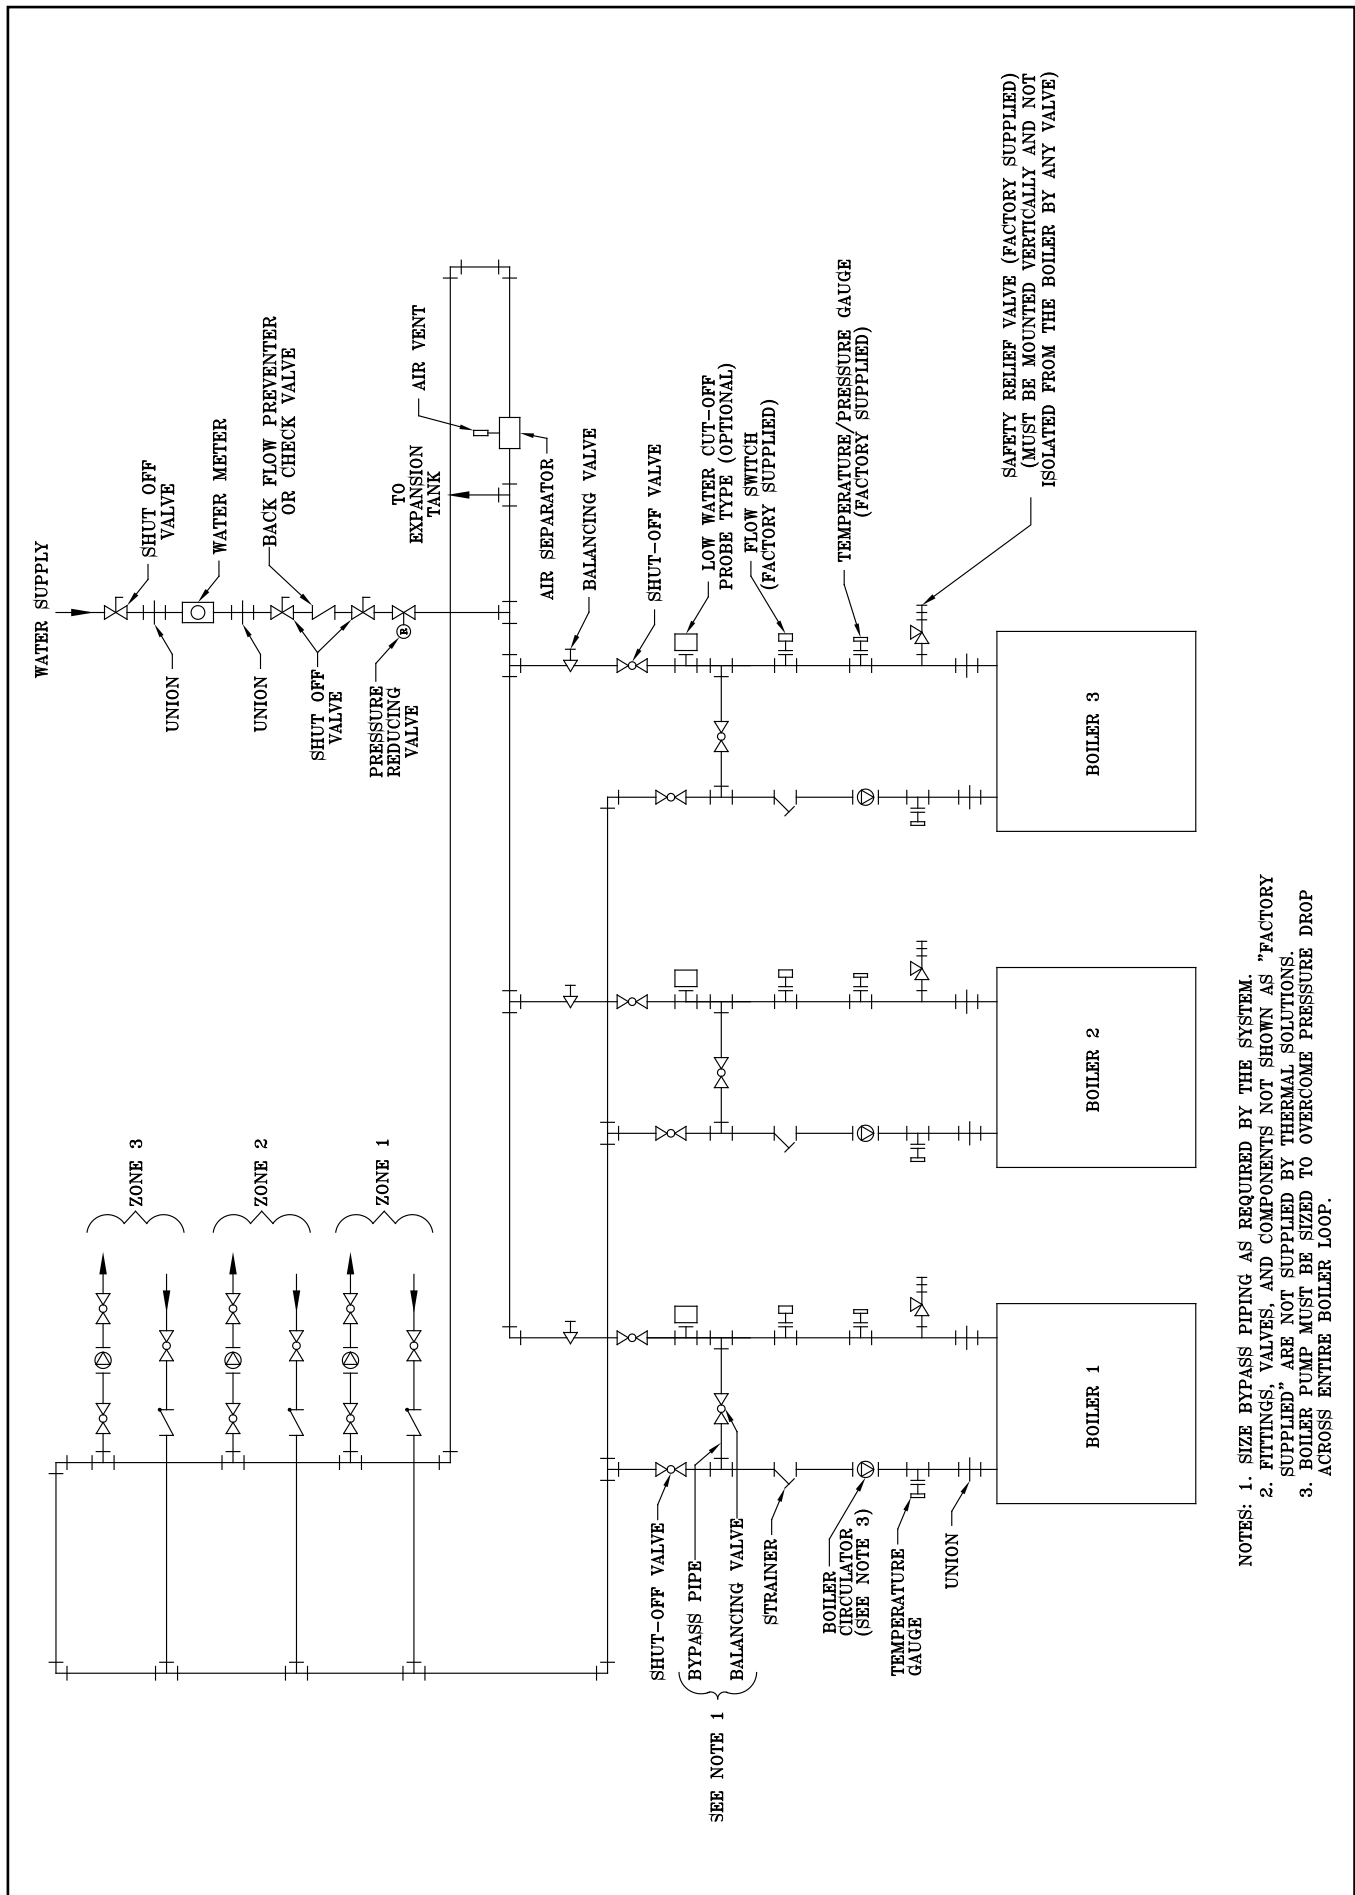 WATER SUPPLY
SHUT OFF
VALVE
WATER METER
BACK FLOW PREVENTER
OR CHECK VALVE
UNION
UNION
SHUT OFF
VALVE
PRESSURE
REDUCING
VALVE
R
AIR VENT
TO
EXPANSION
TANK
AIR SEPARATOR
BALANCING VALVE
SHUT-OFF VALVE
LOW WATER CUT-OFF
PROBE TYPE (OPTIONAL)
FLOW SWITCH
(FACTORY SUPPLIED)
TEMPERATURE/PRESSURE GAUGE
(FACTORY SUPPLIED)
SAFETY RELIEF VALVE (FACTORY SUPPLIED)
(MUST BE MOUNTED VERTICALLY AND NOT
ISOLATED FROM THE BOILER BY ANY VALVE)
ZONE 3
ZONE 2
ZONE 1
SHUT-OFF VALVE
BYPASS PIPE
BALANCING VALVE
SEE NOTE 1
STRAINER
BOILER
CIRCULATOR
(SEE NOTE 3)
TEMPERATURE
GAUGE
UNION
BOILER 1
BOILER 2
BOILER 3
NOTES: 1. SIZE BYPASS PIPING AS REQUIRED BY THE SYSTEM.
2. FITTINGS, VALVES, AND COMPONENTS NOT SHOWN AS "FACTORY
SUPPLIED" ARE NOT SUPPLIED BY THERMAL SOLUTIONS.
3. BOILER PUMP MUST BE SIZED TO OVERCOME PRESSURE DROP
ACROSS ENTIRE BOILER LOOP.